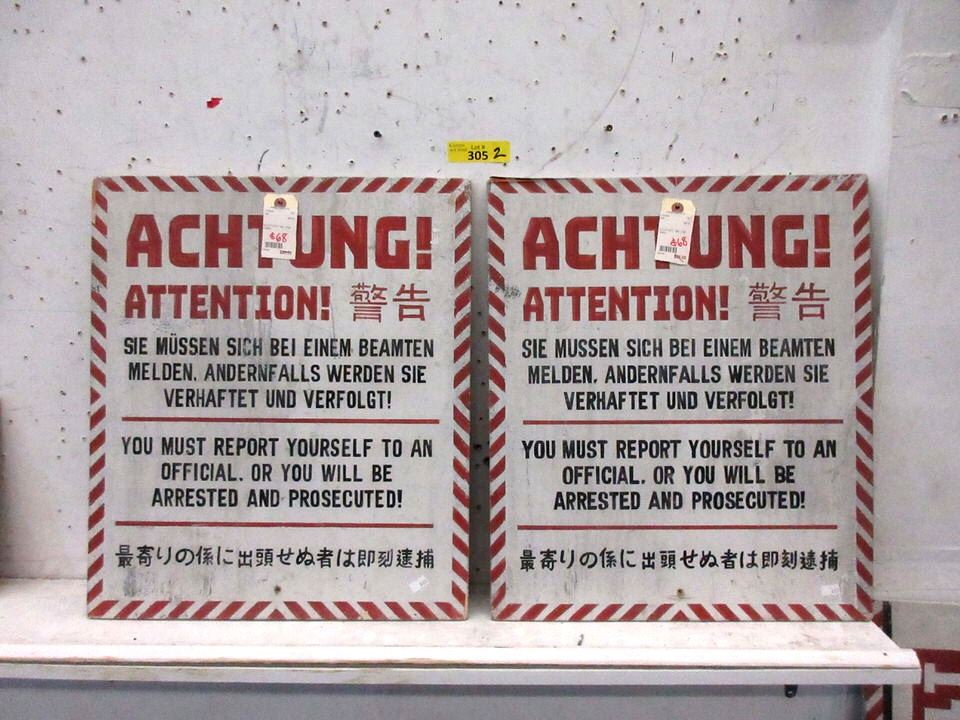 Lot #
305 2
ACHTUNG!
ATTENTION! 警告
SIE MÜSSEN SICH BEI EINEM BEAMTEN
MELDEN. ANDERNFALLS WERDEN SIE
VERHAFTET UND VERFOLGT!
YOU MUST REPORT YOURSELF TO AN
OFFICIAL. OR YOU WILL BE
ARRESTED AND PROSECUTED!
最寄りの係に出頭せぬ者は即刻逮捕
68
ACHTUNG!
ATTENTION! 警告
SIE MUSSEN SICH BEI EINEM BEAMTEN
MELDEN. ANDERNFALLS WERDEN SIE
VERHAFTET UND VERFOLGT!
YOU MUST REPORT YOURSELF TO AN
OFFICIAL. OR YOU WILL BE
ARRESTED AND PROSECUTED!
最寄りの係に出頭せぬ者は即刻逮捕
68